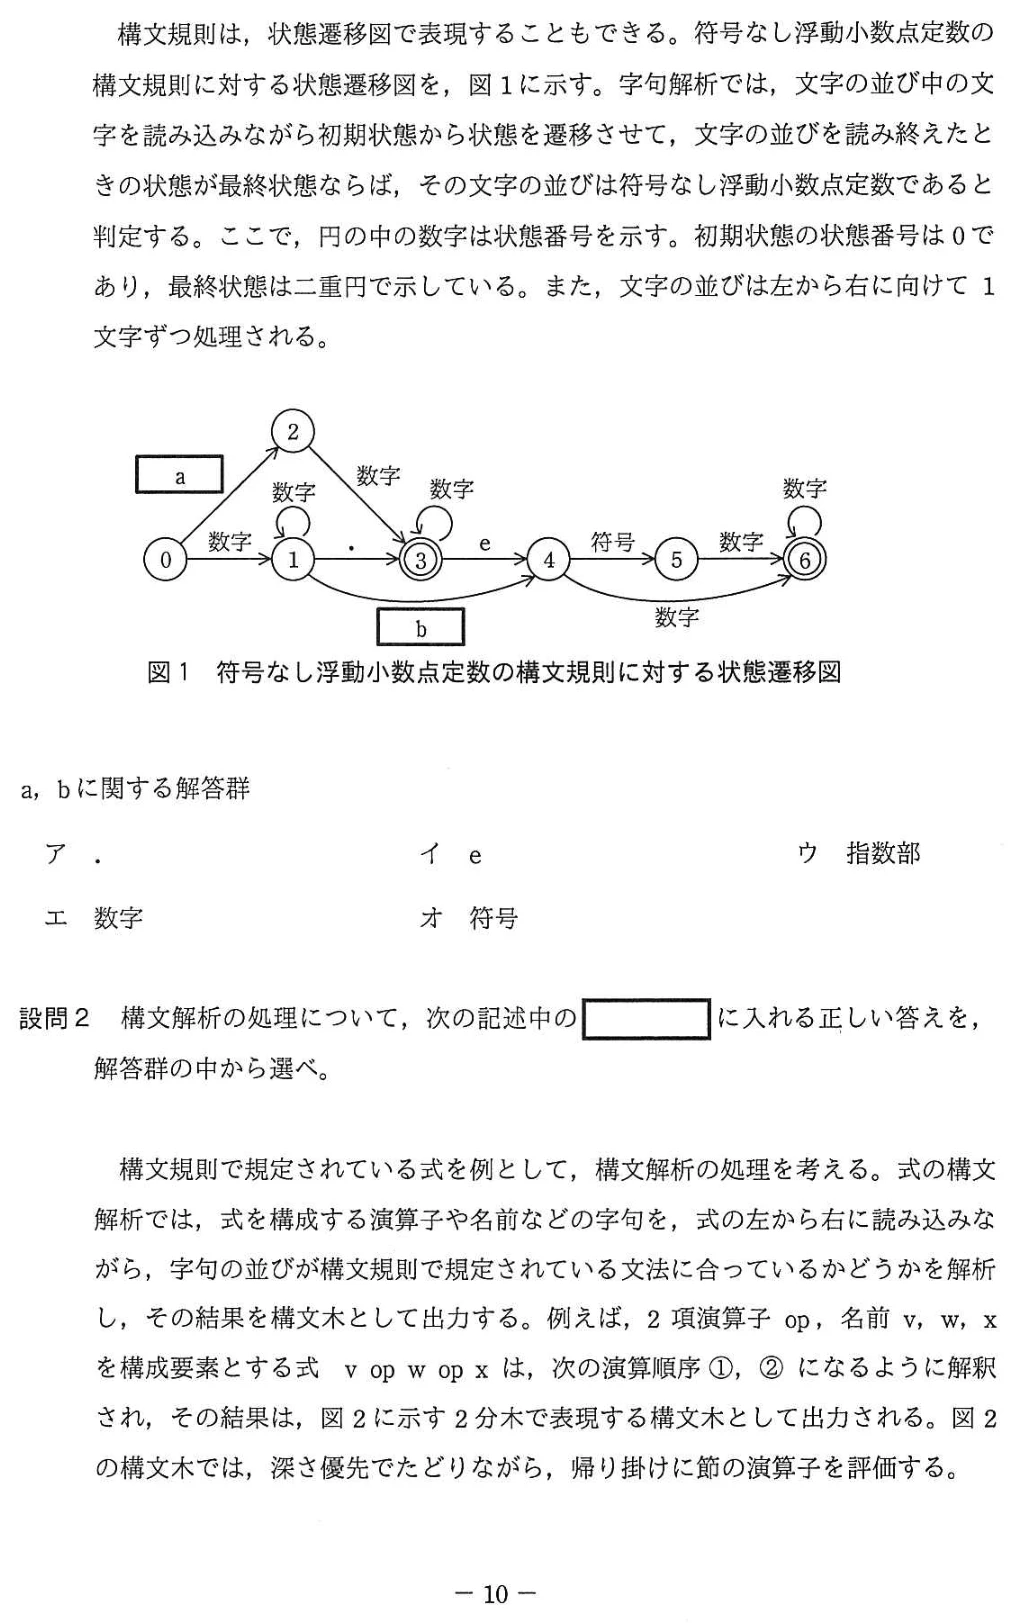 構文規則は，状態遷移図で表現することもできる。符号なし浮動小数点定数の
構文規則に対する状態遷移図を，図1に示す。字句解析では，文字の並び中の文
字を読み込みながら初期状態から状態を遷移させて，文字の並びを読み終えたと
きの状態が最終状態ならば，その文字の並びは符号なし浮動小数点定数であると
判定する。ここで，円の中の数字は状態番号を示す。初期状態の状態番号は0で
あり，最終状態は二重円で示している。また，文字の並びは左から右に向けて 1
文字ずつ処理される。
2
a 数字 数字 数字 数字
0 数字 1 . 3 e 4 符号 5 数字 6
b 数字
図1 符号なし浮動小数点定数の構文規則に対する状態遷移図
a，bに関する解答群
ア . イ e ウ 指数部
エ 数字 オ 符号
設問2 構文解析の処理について，次の記述中の に入れる正しい答えを，
解答群の中から選べ。
構文規則で規定されている式を例として，構文解析の処理を考える。式の構文
解析では，式を構成する演算子や名前などの字句を，式の左から右に読み込みな
がら，字句の並びが構文規則で規定されている文法に合っているかどうかを解析
し，その結果を構文木として出力する。例えば，2 項演算子 op，名前 v，w，x
を構成要素とする式 v op w op x は，次の演算順序 ①，② になるように解釈
され，その結果は，図2に示す2分木で表現する構文木として出力される。図2
の構文木では，深さ優先でたどりながら，帰り掛けに節の演算子を評価する。
－ 10 －